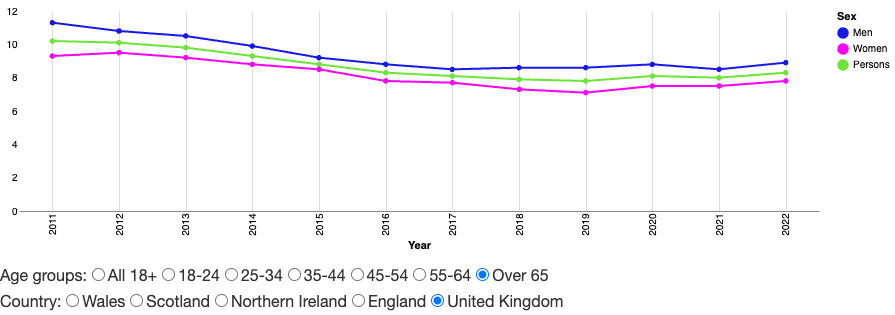 12
10
8
6
4
2
0
2011 2012 2013 2014 2015 2016 2017 2018 2019 2020 2021 2022
Year
Sex
Men
Women
Persons
Age groups: All 18+ 18-24 25-34 35-44 45-54 55-64 Over 65
Country: Wales Scotland Northern Ireland England United Kingdom